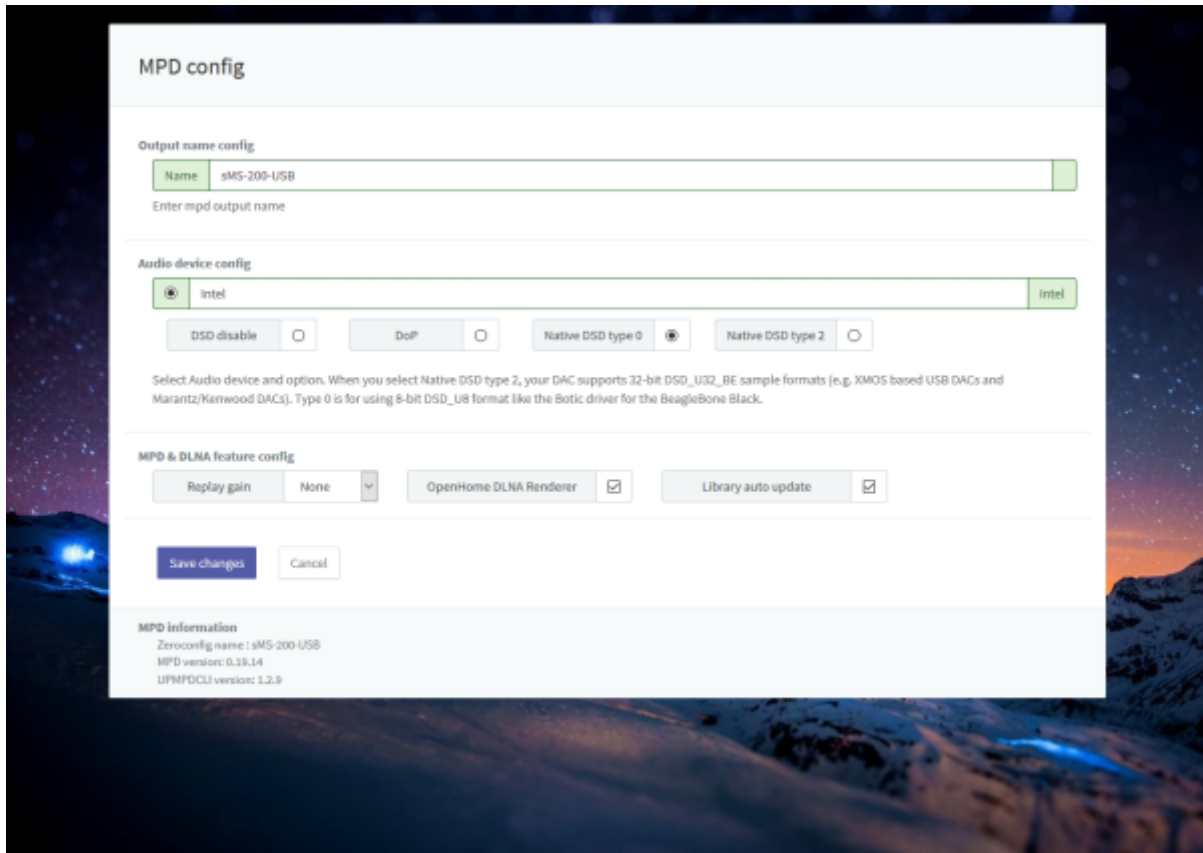 MPD config
Output name config
Name sMS-200-USB
Enter mpd output name
Audio device config
Intel Intel
DSD disable DoP Native DSD type 0 Native DSD type 2
Select Audio device and option. When you select Native DSD type 2, your DAC supports 32-bit DSD_U32_BE sample formats (e.g. XMOS based USB DACs and
Marantz/Kenwood DACs). Type 0 is for using 8-bit DSD_U8 format like the Botic driver for the BeagleBone Black.
MPD & DLNA feature config
Replay gain None OpenHome DLNA Renderer Library auto update
Save changes Cancel
MPD information
Zeroconfig name : sMS-200-USB
MPD version: 0.19.14
UPMPDCLI version: 1.2.9